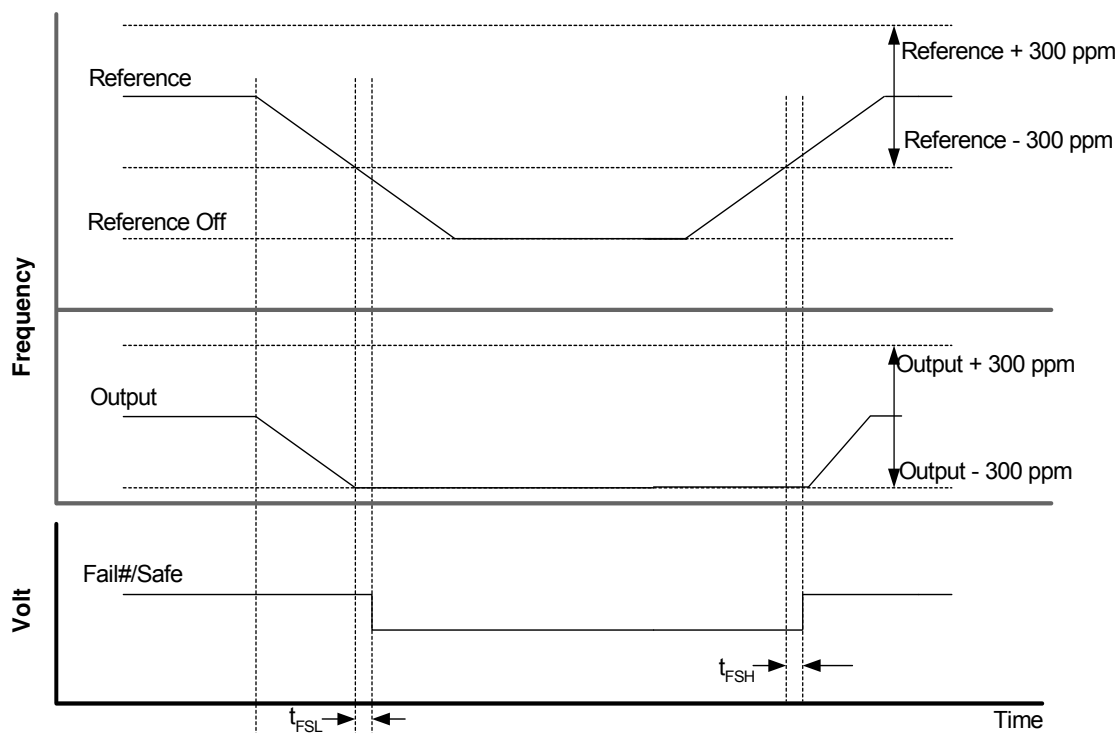 Reference + 300 ppm
Reference
Reference - 300 ppm
Reference Off
Frequency
Output + 300 ppm
Output
Output - 300 ppm
Fail#/Safe
Volt
tFSH
tFSL
Time